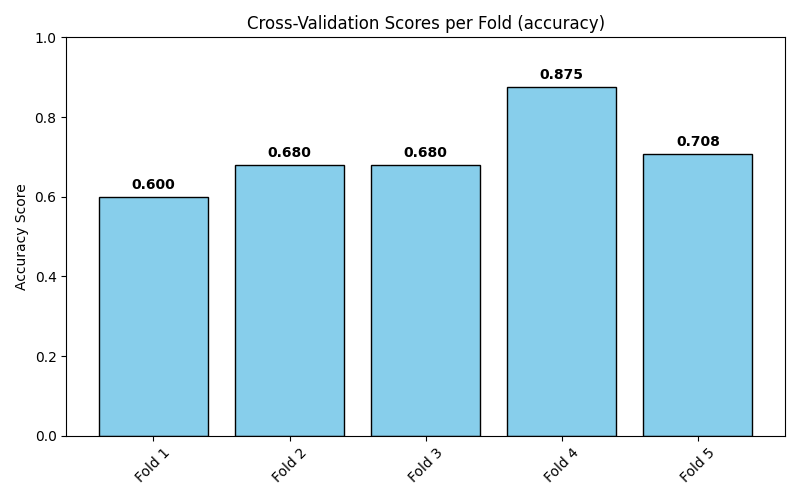 Cross-Validation Scores per Fold (accuracy)
1.0
0.8
0.6
0.4
0.2
0.0
Accuracy Score
0.600
0.680
0.680
0.875
0.708
Fold 1
Fold 2
Fold 3
Fold 4
Fold 5